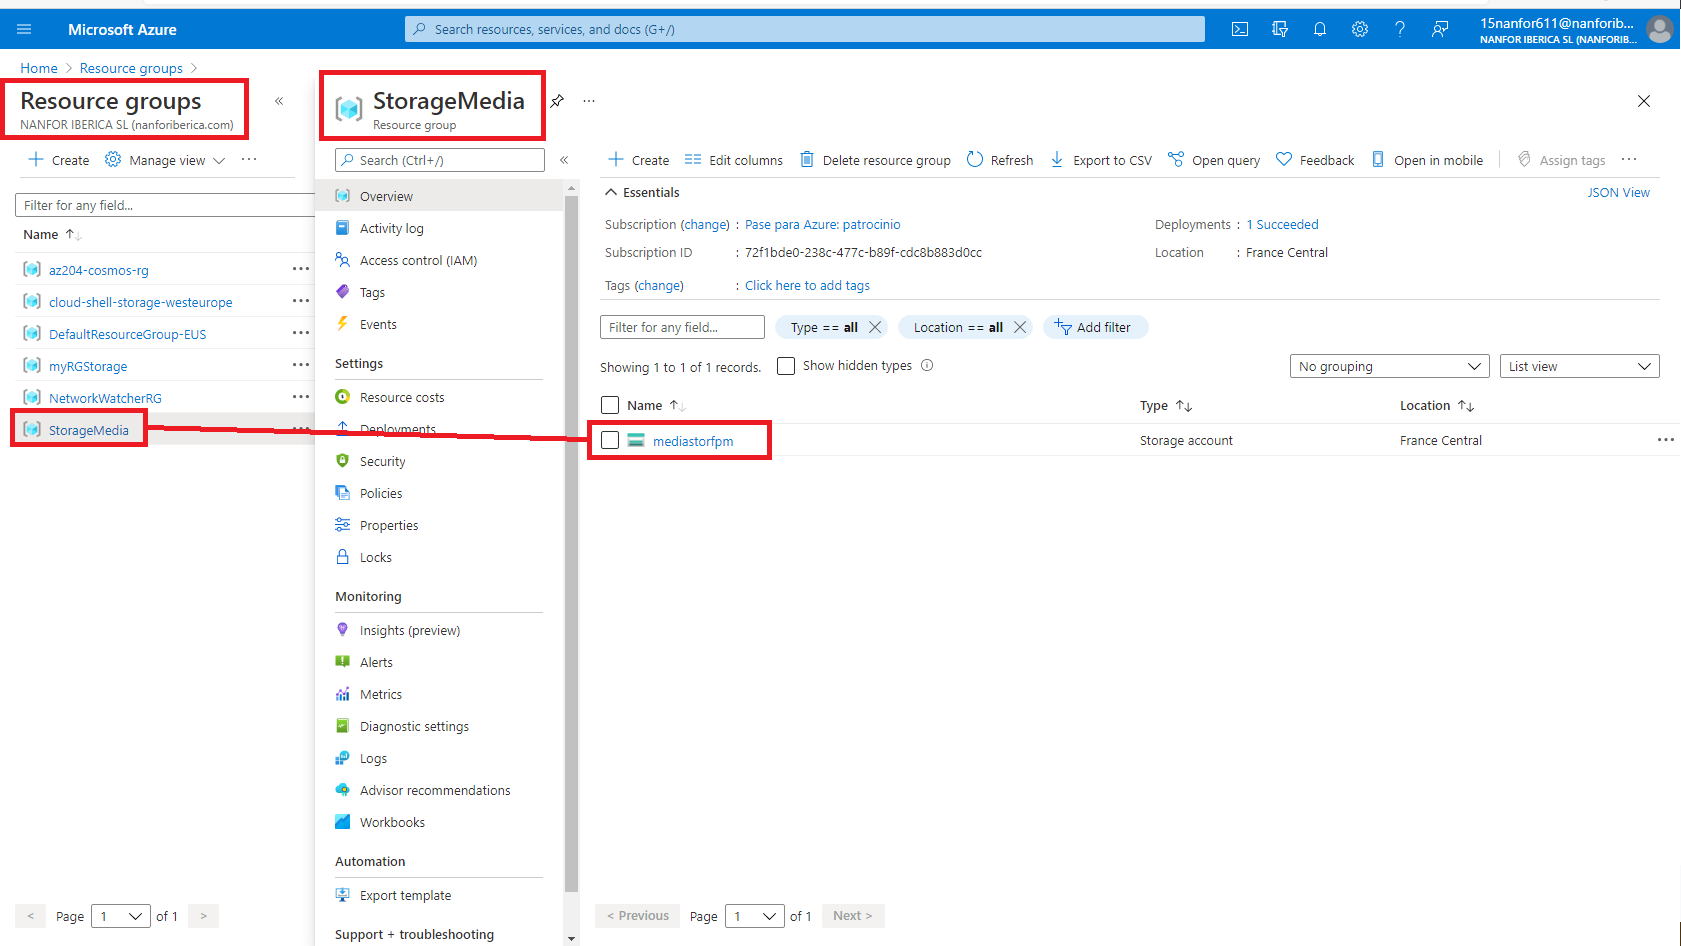 Microsoft Azure
Search resources, services, and docs (G+/)
15nanfor611@nanforib...
NANFOR IBERICA SL (NANFORIB...
Home > Resource groups >
Resource groups
NANFOR IBERICA SL (nanforiberica.com)
«
+ Create
Manage view
...
Filter for any field...
Name ↑↓
az204-cosmos-rg ...
cloud-shell-storage-westeurope ...
DefaultResourceGroup-EUS ...
myRGStorage ...
NetworkWatcherRG ...
StorageMedia ...
< Page 1 of 1 >
StorageMedia
...
Resource group
Search (Ctrl+/)
«
Overview
Activity log
Access control (IAM)
Tags
Events
Settings
Resource costs
Deployments
Security
Policies
Properties
Locks
Monitoring
Insights (preview)
Alerts
Metrics
Diagnostic settings
Logs
Advisor recommendations
Workbooks
Automation
Export template
Support + troubleshooting
+ Create Edit columns Delete resource group Refresh Export to CSV Open query Feedback Open in mobile Assign tags ...
Essentials
JSON View
Subscription (change) : Pase para Azure: patrocinio
Deployments : 1 Succeeded
Subscription ID : 72f1bde0-238c-477c-b89f-cdc8b883d0cc
Location : France Central
Tags (change) : Click here to add tags
Filter for any field...
Type == all
Location == all
Add filter
Showing 1 to 1 of 1 records.
Show hidden types
No grouping
List view
Name ↑↓ Type ↑↓ Location ↑↓
mediastorfpm Storage account France Central ...
< Previous Page 1 of 1 Next >